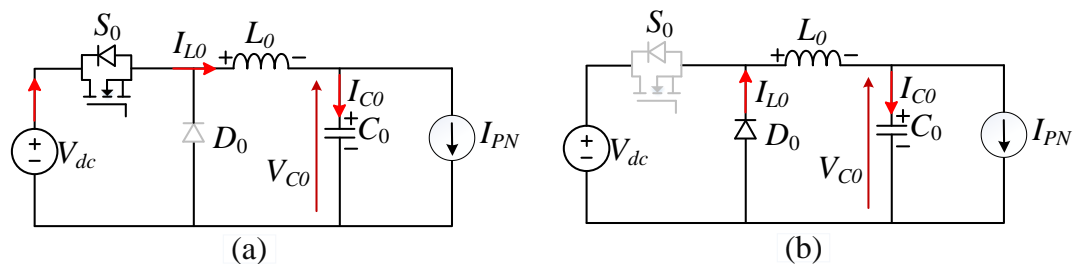 S0
IL0
+ L0 −
IC0
+
C0
−
D0
+
−
Vdc
VC0
IPN
(a)
S0
+ L0 −
IL0
IC0
+
C0
−
D0
+
−
Vdc
VC0
IPN
(b)